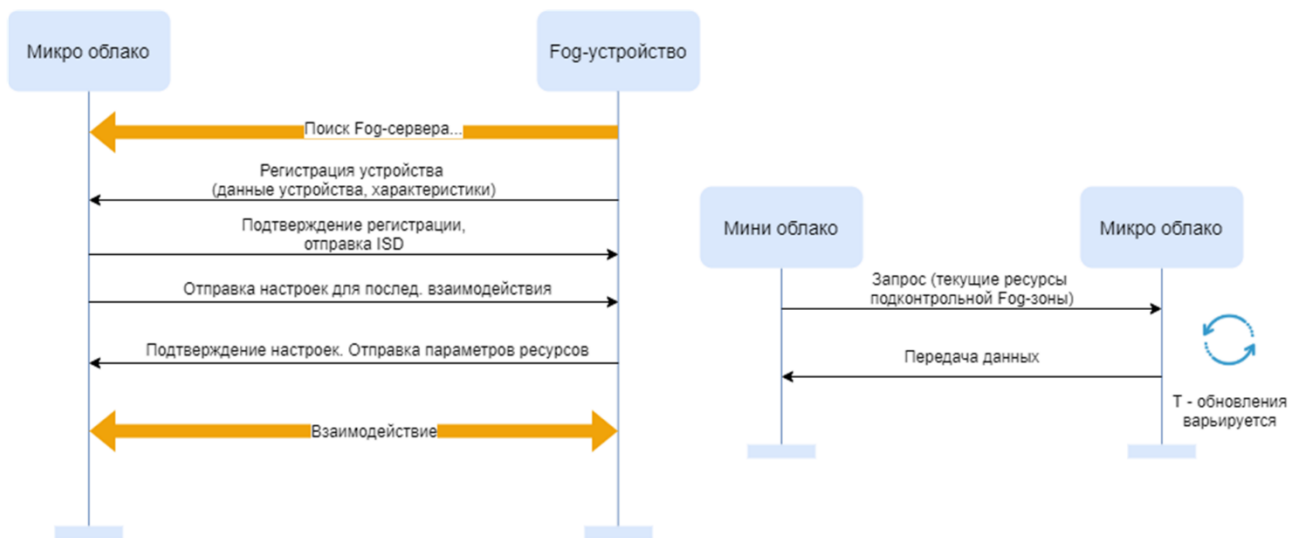 Микро облако
Fog-устройство
Поиск Fog-сервера...
Регистрация устройства
(данные устройства, характеристики)
Подтверждение регистрации,
отправка ISD
Отправка настроек для послед. взаимодействия
Подтверждение настроек. Отправка параметров ресурсов
Взаимодействие
Мини облако
Микро облако
Запрос (текущие ресурсы
подконтрольной Fog-зоны)
Передача данных
Т - обновления
варьируется